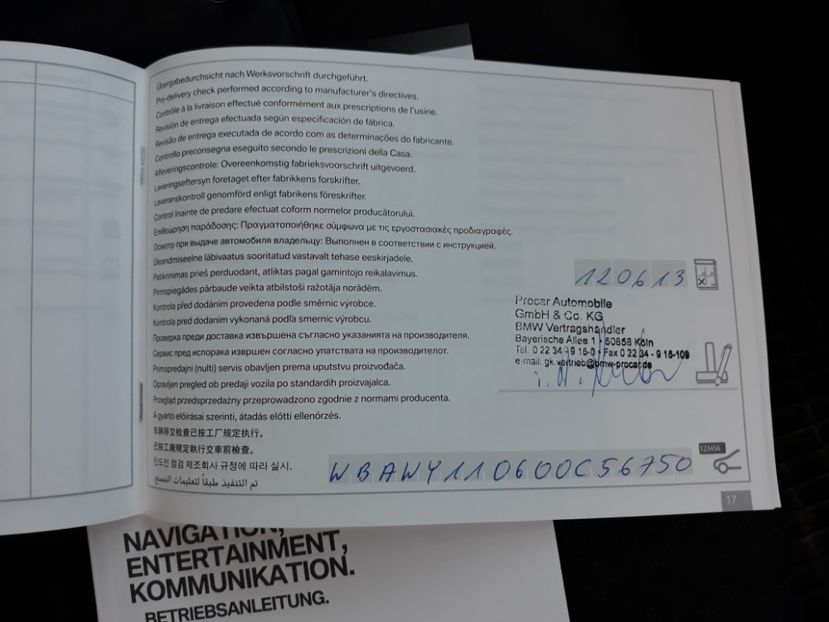 Übergabedurchsicht nach Werksvorschrift durchgeführt.
Pre-delivery check performed according to manufacturer's directives.
Contrôle à la livraison effectué conformément aux prescriptions de l'usine.
Revisión de entrega efectuada según especificación de fábrica.
Revisão de entrega executada de acordo com as determinações do fabricante.
Controllo preconsegna eseguito secondo le prescrizioni della Casa.
Afleveringscontrole: Overeenkomstig fabrieksvoorschrift uitgevoerd.
Leveringseftersyn foretaget efter fabrikkens forskrifter.
Leveranskontroll genomförd enligt fabrikens föreskrifter.
Control înainte de predare efectuat coform normelor producătorului.
Επιθεώρηση παράδοσης: Πραγματοποιήθηκε σύμφωνα με τις εργοστασιακές προδιαγραφές.
Осмотр при выдаче автомобиля владельцу: Выполнен в соответствии с инструкцией.
Üleandmiseelne läbivaatus sooritatud vastavalt tehase eeskirjadele.
Patikrinimas prieš perduodant, atliktas pagal gamintojo reikalavimus.
Pirmspiegādes pārbaude veikta atbilstoši ražotāja norādēm.
Kontrola před dodáním provedena podle směrnic výrobce.
Kontrola pred dodaním vykonaná podľa smerníc výrobcu.
Проверка преди доставка извършена съгласно указанията на производителя.
Сервис пред испорака извршен согласно упатствата на производителот.
Primopredajni (nulti) servis obavljen prema uputstvu proizvođača.
Opravljen pregled ob predaji vozila po standardih proizvajalca.
Przegląd przedsprzedażny przeprowadzono zgodnie z normami producenta.
A gyártó előírásai szerinti, átadás előtti ellenőrzés.
车辆移交检查已按工厂规定执行。
已按工廠規定執行交車前檢查。
인도전 점검 제조회사 규정에 따라 실시.
تم التنفيذ طبقاً لتعليمات المصنع
120613
Procar Automobile
GmbH & Co. KG
BMW Vertragshändler
Bayerische Allee 1 · 50858 Köln
Tel. 0 22 34 - 9 15-0 · Fax 0 22 34 - 9 15-109
e-mail: gk.vertrieb@bmw-procar.de
123456
WBAWY110600C56750
17
NAVIGATION,
ENTERTAINMENT,
KOMMUNIKATION.
BETRIEBSANLEITUNG.